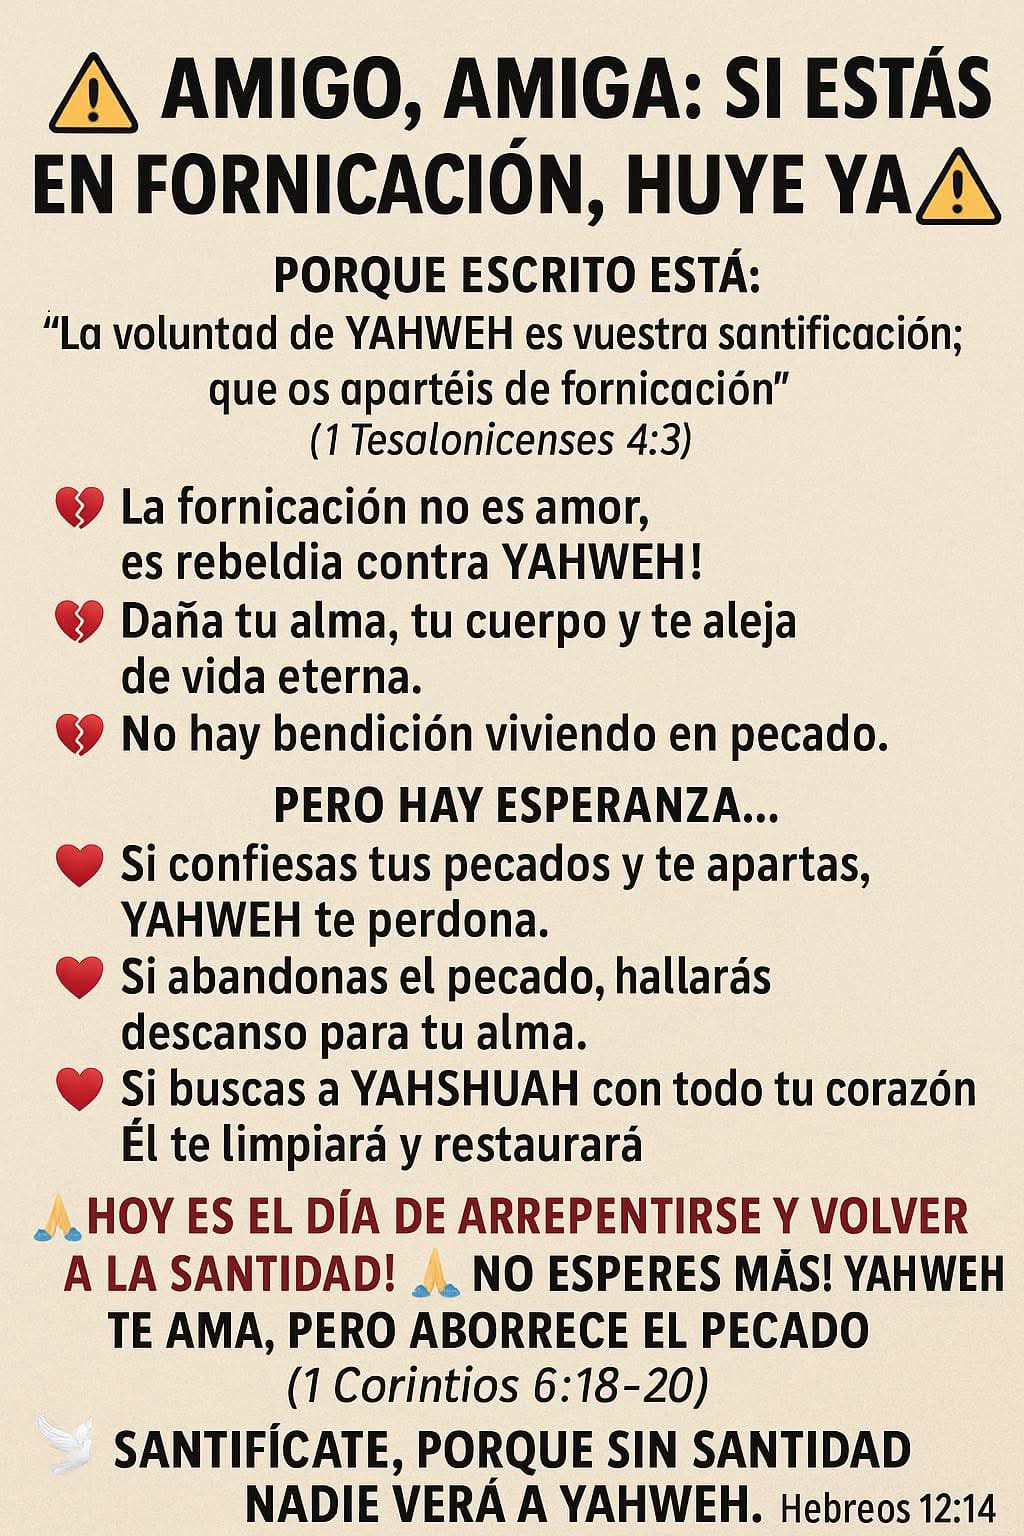 ⚠️ AMIGO, AMIGA: SI ESTÁS
EN FORNICACIÓN, HUYE YA⚠️
PORQUE ESCRITO ESTÁ:
“La voluntad de YAHWEH es vuestra santificación;
que os apartéis de fornicación”
(1 Tesalonicenses 4:3)
💔 La fornicación no es amor,
es rebeldia contra YAHWEH!
💔 Daña tu alma, tu cuerpo y te aleja
de vida eterna.
💔 No hay bendición viviendo en pecado.
PERO HAY ESPERANZA...
❤️ Si confiesas tus pecados y te apartas,
YAHWEH te perdona.
❤️ Si abandonas el pecado, hallarás
descanso para tu alma.
❤️ Si buscas a YAHSHUAH con todo tu corazón
Él te limpiará y restaurará
🙏HOY ES EL DÍA DE ARREPENTIRSE Y VOLVER
A LA SANTIDAD! 🙏 NO ESPERES MÁS! YAHWEH
TE AMA, PERO ABORRECE EL PECADO
(1 Corintios 6:18-20)
🕊️ SANTIFÍCATE, PORQUE SIN SANTIDAD
NADIE VERÁ A YAHWEH. Hebreos 12:14